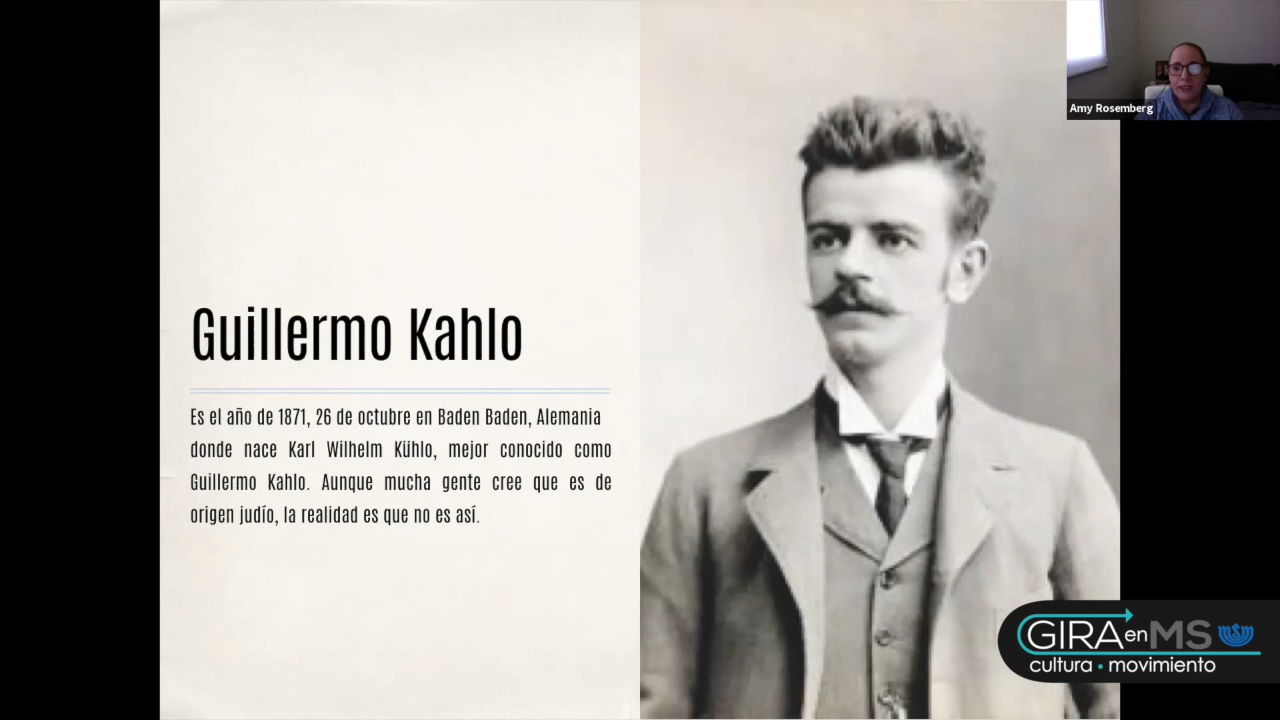 Guillermo Kahlo
Es el año de 1871, 26 de octubre en Baden Baden, Alemania
donde nace Karl Wilhelm Kühlo, mejor conocido como
Guillermo Kahlo. Aunque mucha gente cree que es de
origen judío, la realidad es que no es así.
Amy Rosemberg
GIRA en MS
cultura • movimiento